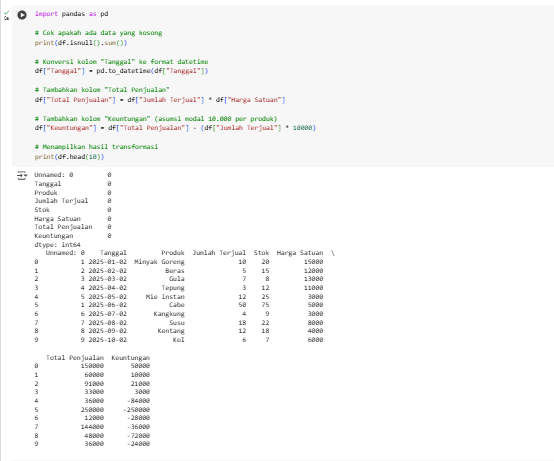 import pandas as pd
# Cek apakah ada data yang kosong
print(df.isnull().sum())
# Konversi kolom "Tanggal" ke format datetime
df["Tanggal"] = pd.to_datetime(df["Tanggal"])
# Tambahkan kolom "Total Penjualan"
df["Total Penjualan"] = df["Jumlah Terjual"] * df["Harga Satuan"]
# Tambahkan kolom "Keuntungan" (asumsi modal 10.000 per produk)
df["Keuntungan"] = df["Total Penjualan"] - (df["Jumlah Terjual"] * 10000)
# Menampilkan hasil transformasi
print(df.head(10))
Unnamed: 0 0
Tanggal 0
Produk 0
Jumlah Terjual 0
Stok 0
Harga Satuan 0
Total Penjualan 0
Keuntungan 0
dtype: int64
Unnamed: 0 Tanggal Produk Jumlah Terjual Stok Harga Satuan \
0 1 2025-01-02 Minyak Goreng 10 20 15000
1 2 2025-02-02 Beras 5 15 12000
2 3 2025-03-02 Gula 7 8 13000
3 4 2025-04-02 Tepung 3 12 11000
4 5 2025-05-02 Mie Instan 12 25 3000
5 1 2025-06-02 Cabe 50 75 5000
6 6 2025-07-02 Kangkung 4 9 3000
7 7 2025-08-02 Susu 18 22 8000
8 8 2025-09-02 Kentang 12 18 4000
9 9 2025-10-02 Kol 6 7 6000
Total Penjualan Keuntungan
0 150000 50000
1 60000 10000
2 91000 21000
3 33000 3000
4 36000 -84000
5 250000 -250000
6 12000 -28000
7 144000 -36000
8 48000 -72000
9 36000 -24000